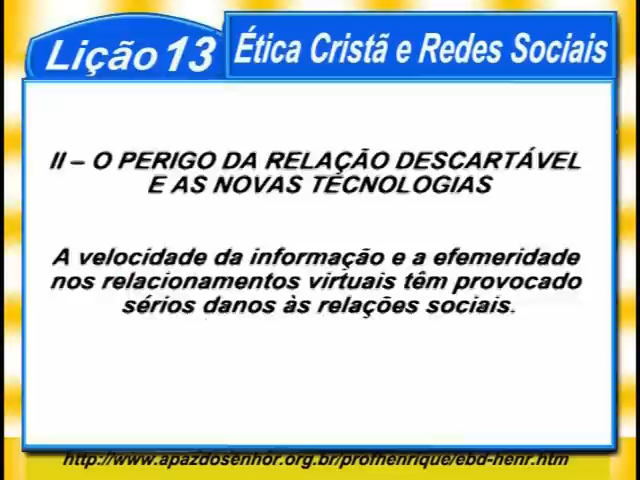 Lição 13
Ética Cristã e Redes Sociais
II – O PERIGO DA RELAÇÃO DESCARTÁVEL
E AS NOVAS TECNOLOGIAS
A velocidade da informação e a efemeridade
nos relacionamentos virtuais têm provocado
sérios danos às relações sociais.
http://www.apazdosenhor.org.br/profhenrique/ebd-henr.htm